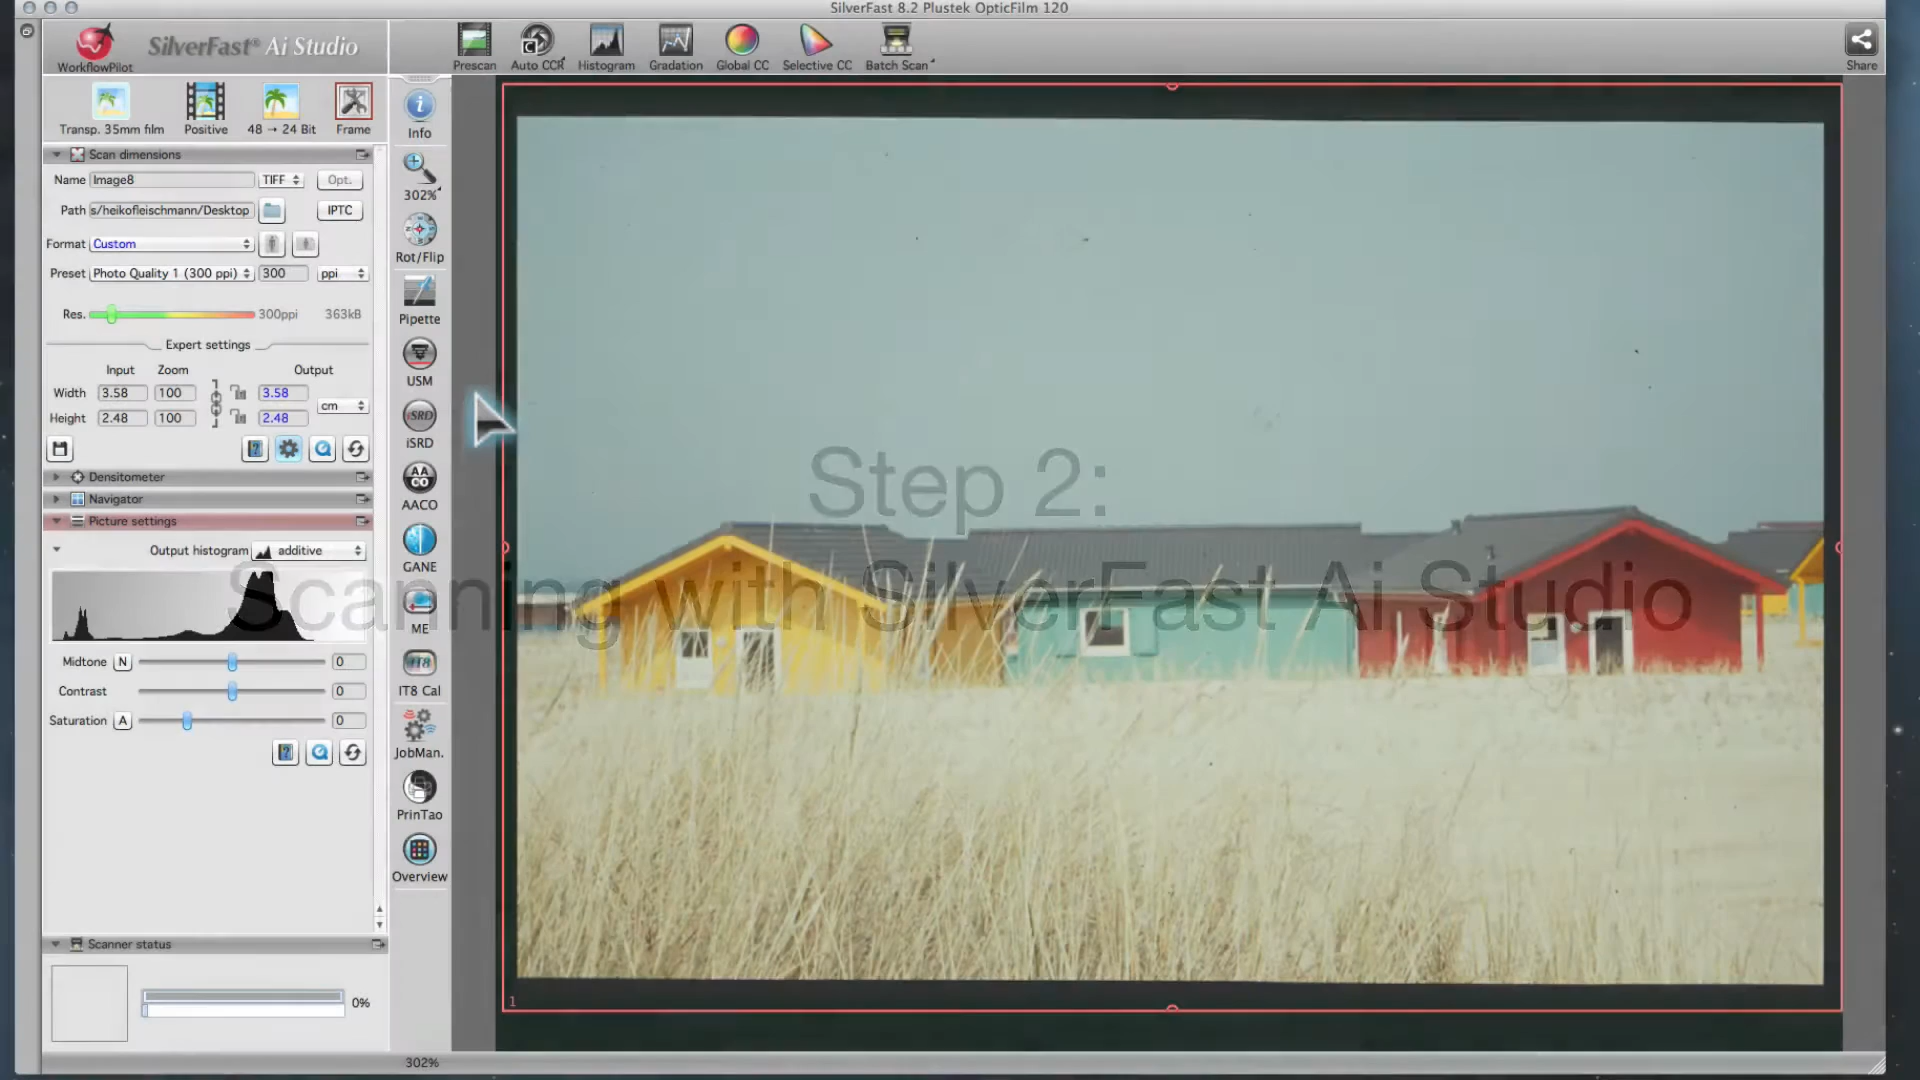 SilverFast 8.2 Plustek OpticFilm 120
WorkflowPilot
SilverFast® Ai Studio
Prescan
Auto CCR
Histogram
Gradation
Global CC
Selective CC
Batch Scan
Share
Transp. 35mm film
Positive
48 → 24 Bit
Frame
Scan dimensions
Name Image8 TIFF Opt.
Path s/heikofleischmann/Desktop IPTC
Format Custom
Preset Photo Quality 1 (300 ppi) 300 ppi
Res. 300ppi 363kB
Expert settings
Input Zoom Output
Width 3.58 100 3.58
cm
Height 2.48 100 2.48
Densitometer
Navigator
Picture settings
Output histogram additive
Midtone N 0
Contrast 0
Saturation A 0
Scanner status
0%
Info
302%
Rot/Flip
Pipette
USM
iSRD
iSRD
AA
CO
AACO
GANE
ME
IT8
IT8 Cal
JobMan.
PrinTao
Overview
Step 2:
Scanning with SilverFast Ai Studio
1
302%